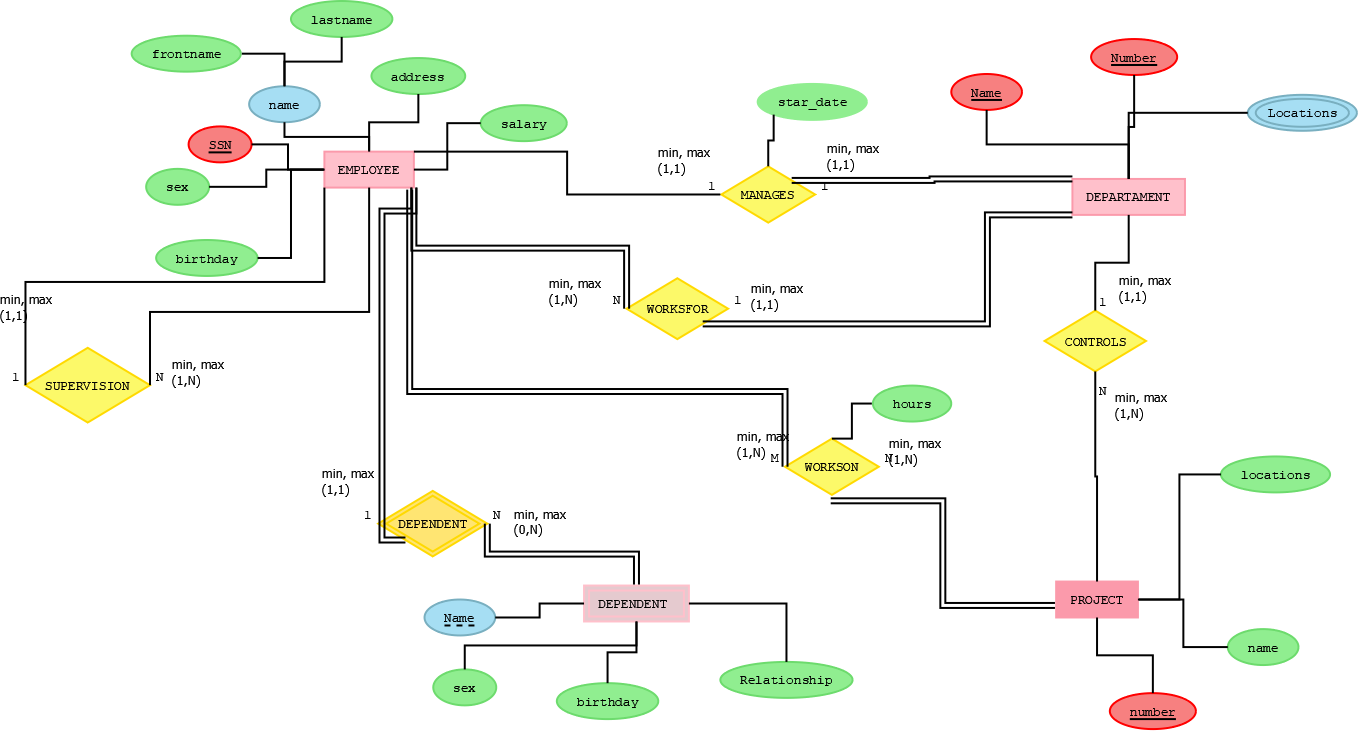 lastname
frontname
address
name
salary
SSN
EMPLOYEE
sex
birthday
Number
Name
Locations
star_date
min, max
(1,1)
1
min, max
(1,1)
1
MANAGES
DEPARTAMENT
min, max
(1,1)
1
SUPERVISION
N
min, max
(1,N)
min, max
(1,N)
N
WORKSFOR
1
min, max
(1,1)
min, max
(1,1)
1
CONTROLS
N
min, max
(1,N)
hours
min, max
(1,N)
M
WORKSON
N
min, max
(1,N)
locations
min, max
(1,1)
1
DEPENDENT
N
min, max
(0,N)
DEPENDENT
Name
sex
birthday
Relationship
PROJECT
name
number